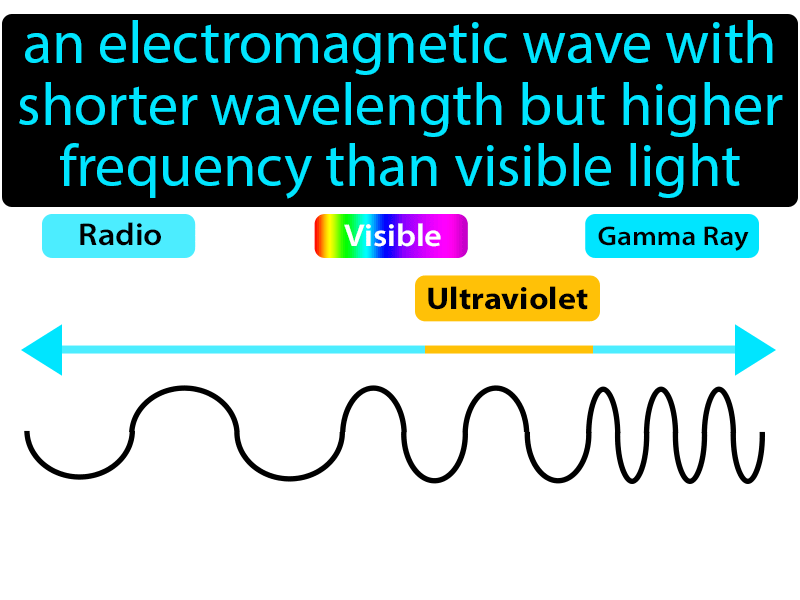 an electromagnetic wave with
shorter wavelength but higher
frequency than visible light
Radio
Visible
Gamma Ray
Ultraviolet